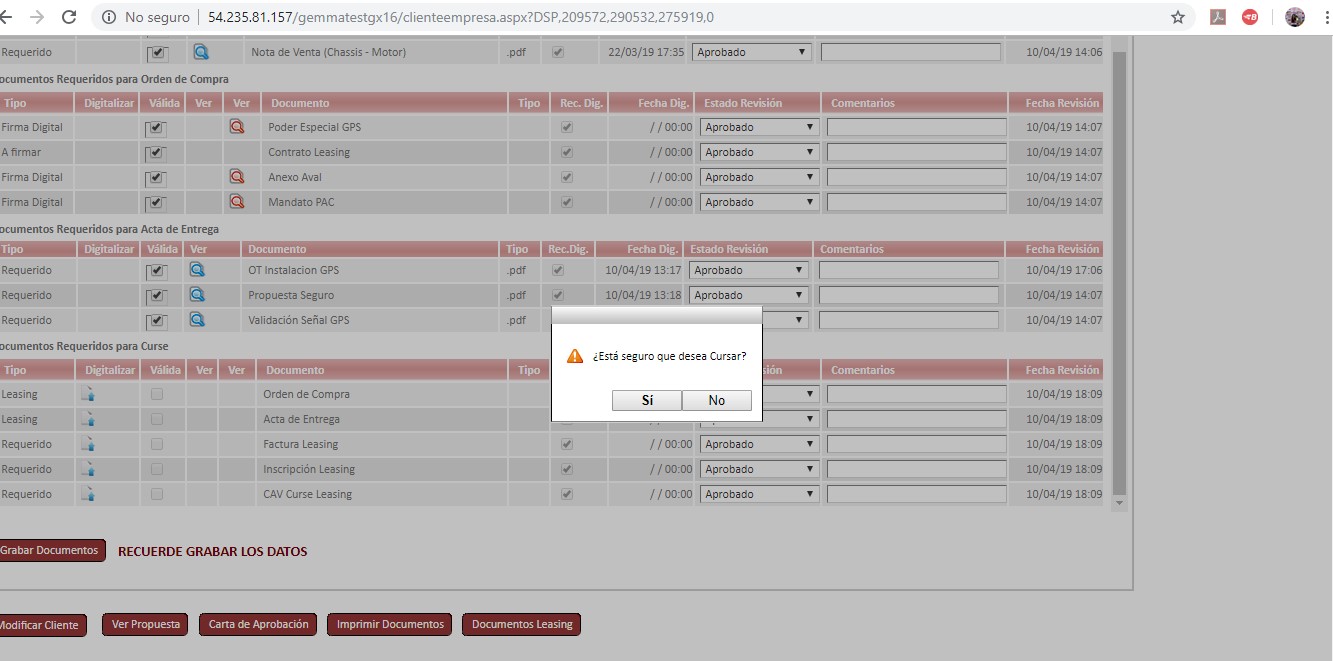 No seguro | 54.235.81.157/gemmatestgx16/clienteempresa.aspx?DSP,209572,290532,275919,0
Requerido Nota de Venta (Chassis - Motor) .pdf 22/03/19 17:35 Aprobado 10/04/19 14:06
ocumentos Requeridos para Orden de Compra
Tipo Digitalizar Válida Ver Ver Documento Tipo Rec. Dig. Fecha Dig. Estado Revisión Comentarios Fecha Revisión
Firma Digital Poder Especial GPS / / 00:00 Aprobado 10/04/19 14:07
A firmar Contrato Leasing / / 00:00 Aprobado 10/04/19 14:07
Firma Digital Anexo Aval / / 00:00 Aprobado 10/04/19 14:07
Firma Digital Mandato PAC / / 00:00 Aprobado 10/04/19 14:07
ocumentos Requeridos para Acta de Entrega
Tipo Digitalizar Válida Ver Documento Tipo Rec.Dig. Fecha Dig. Estado Revisión Comentarios Fecha Revisión
Requerido OT Instalacion GPS .pdf 10/04/19 13:17 Aprobado 10/04/19 17:06
Requerido Propuesta Seguro .pdf 10/04/19 13:18 Aprobado 10/04/19 14:07
Requerido Validación Señal GPS .pdf 10/04/19 14:07
ocumentos Requeridos para Curse
¿Está seguro que desea Cursar?
Sí No
Tipo Digitalizar Válida Ver Ver Documento Tipo sión Comentarios Fecha Revisión
Leasing Orden de Compra 10/04/19 18:09
Leasing Acta de Entrega 10/04/19 18:09
Requerido Factura Leasing / / 00:00 Aprobado 10/04/19 18:09
Requerido Inscripción Leasing / / 00:00 Aprobado 10/04/19 18:09
Requerido CAV Curse Leasing / / 00:00 Aprobado 10/04/19 18:09
Grabar Documentos RECUERDE GRABAR LOS DATOS
Modificar Cliente Ver Propuesta Carta de Aprobación Imprimir Documentos Documentos Leasing